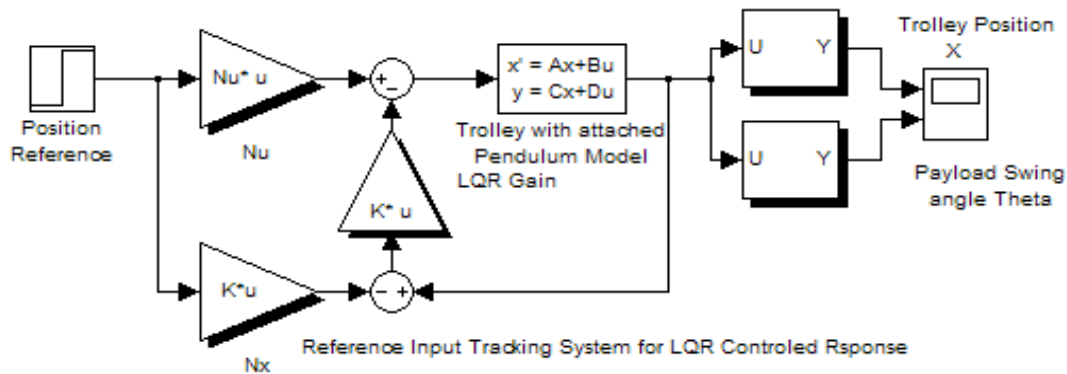 Position
Reference
Nu* u
Nu
+
-
x' = Ax+Bu
y = Cx+Du
Trolley with attached
Pendulum Model
LQR Gain
K* u
K*u
Nx
-
+
U Y
U Y
Trolley Position
X
Payload Swing
angle Theta
Reference Input Tracking System for LQR Controled Rsponse